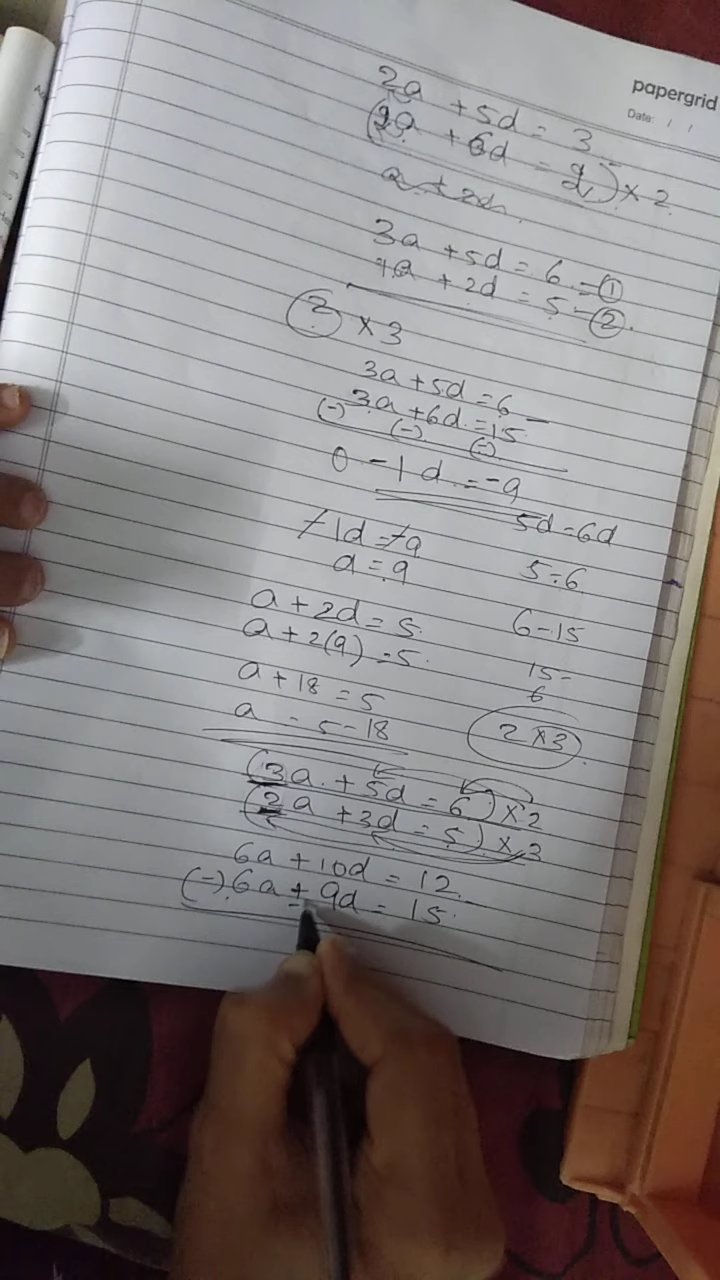 papergrid
Date: / /
2a + 5d = 3
(2a + 6d = 2) × 2
3a + 5d = 6 - ①
1a + 2d = 5 - ②
② × 3
3a + 5d = 6
(-) 3a + 6d = 15
(-) (-)
0 - 1d = -9
5d = 6d
-1d = -9
5 - 6
d = 9
6 - 15
a + 2d = 5
a + 2(9) = 5
15 -
6
a + 18 = 5
a = 5 - 18
2 × 3
(3a + 5d = 6) × 2
(2a + 3d = 5) × 3
6a + 10d = 12
(-) 6a + 9d = 15